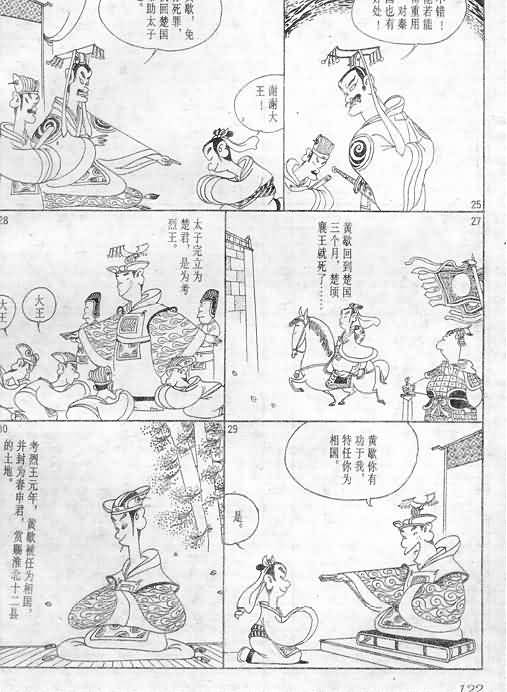 错！
若能
重用
对秦
也有
处！
25
歇，免
死罪，
回楚国
助太子
谢谢大
王！
27
黄歇回到楚国
三个月，楚顷
襄王就死了……
28
太子完立为
楚君，是为考
烈王。
大王！
大王！
29
黄歇你有
功于我，
特任你为
相国。
是。
30
考烈王元年，黄歇被任为相国，
并封为春申君，赏赐淮北十二县
的土地。